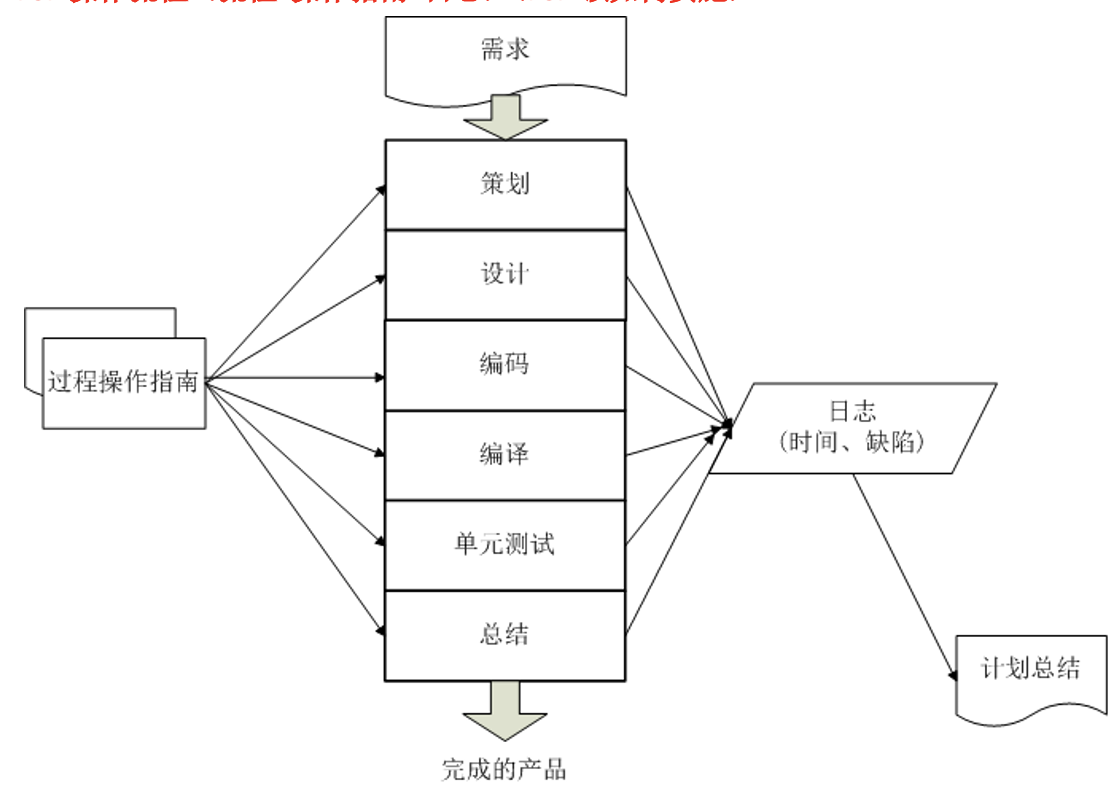 需求
策划
设计
编码
过程操作指南
日志
（时间、缺陷）
编译
单元测试
总结
计划总结
完成的产品